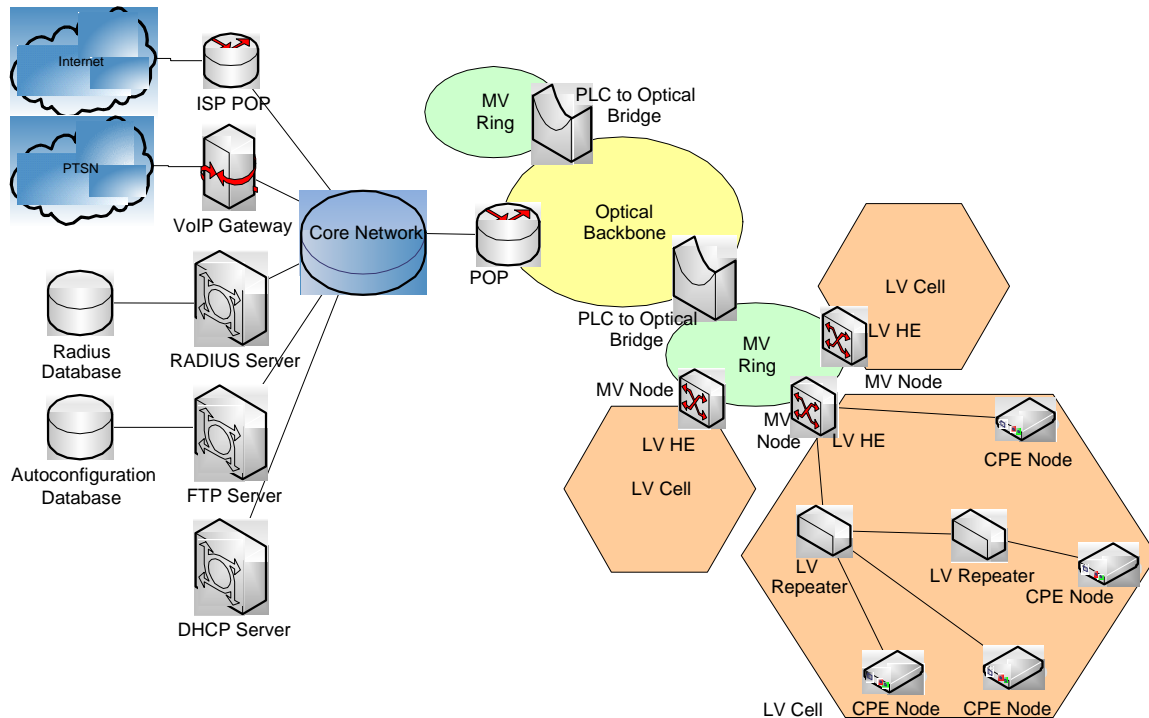 Internet
ISP POP
PTSN
VoIP Gateway
Radius
Database
RADIUS Server
Autoconfiguration
Database
FTP Server
DHCP Server
Core Network
POP
MV
Ring
PLC to Optical
Bridge
Optical
Backbone
PLC to Optical
Bridge
MV
Ring
LV Cell
LV HE
MV Node
MV Node
LV HE
LV Cell
MV
Node
LV HE
CPE Node
LV
Repeater
LV Repeater
CPE Node
CPE Node
CPE Node
LV Cell